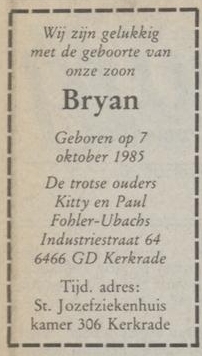 Wij zijn gelukkig
met de geboorte van
onze zoon
Bryan
Geboren op 7
oktober 1985
De trotse ouders
Kitty en Paul
Fohler-Ubachs
Industriestraat 64
6466 GD Kerkrade
Tijd. adres:
St. Jozefziekenhuis
kamer 306 Kerkrade